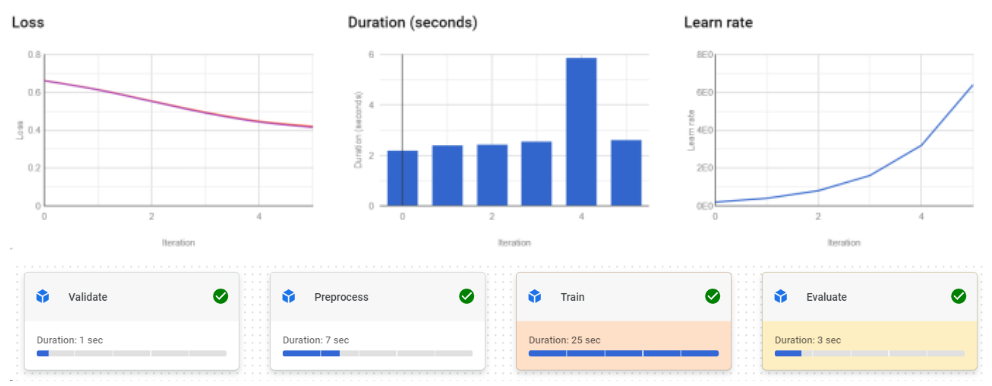 Loss
0.8
0.6
0.4
0.2
0
0
2
4
Loss
Iteration
Duration (seconds)
6
4
2
0
0
2
4
Duration (seconds)
Iteration
Learn rate
8E0
6E0
4E0
2E0
0E0
0
2
4
Learn rate
Iteration
Validate
Duration: 1 sec
Preprocess
Duration: 7 sec
Train
Duration: 25 sec
Evaluate
Duration: 3 sec